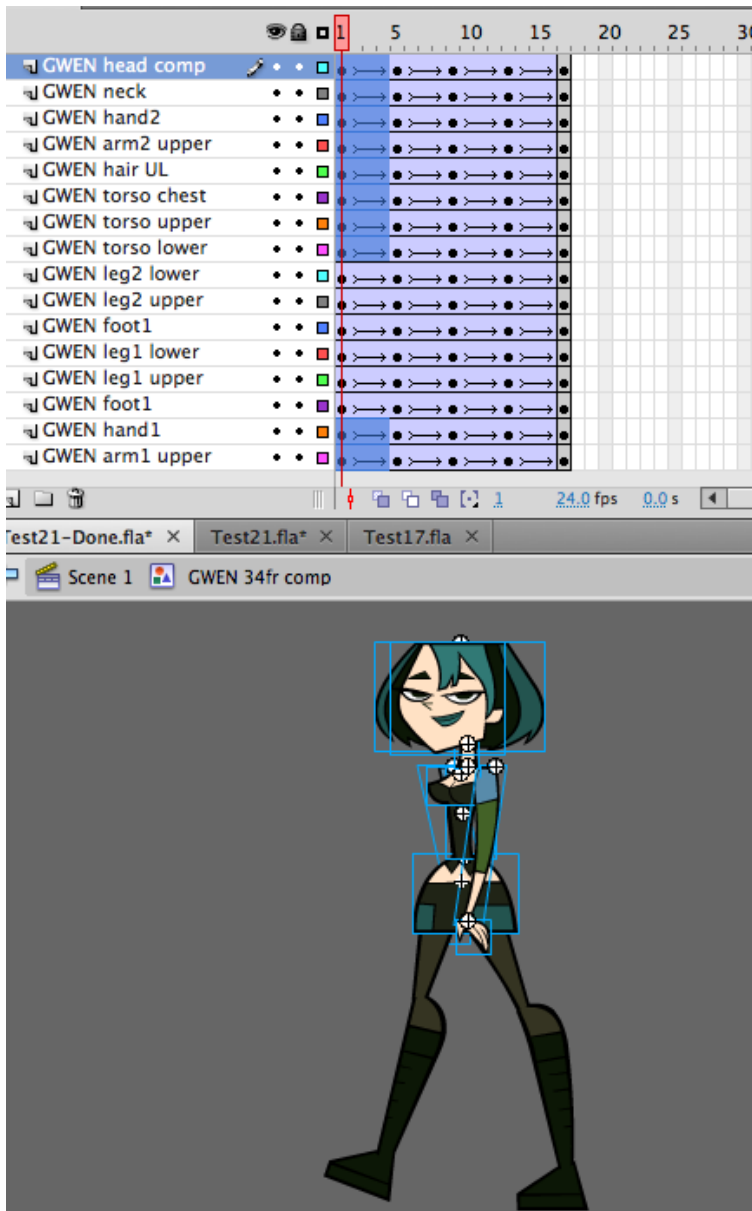 1 5 10 15 20 25 30
GWEN head comp
GWEN neck
GWEN hand2
GWEN arm2 upper
GWEN hair UL
GWEN torso chest
GWEN torso upper
GWEN torso lower
GWEN leg2 lower
GWEN leg2 upper
GWEN foot1
GWEN leg1 lower
GWEN leg1 upper
GWEN foot1
GWEN hand1
GWEN arm1 upper
1 24.0 fps 0.0 s
Test21-Done.fla* × Test21.fla* × Test17.fla ×
Scene 1 GWEN 34fr comp